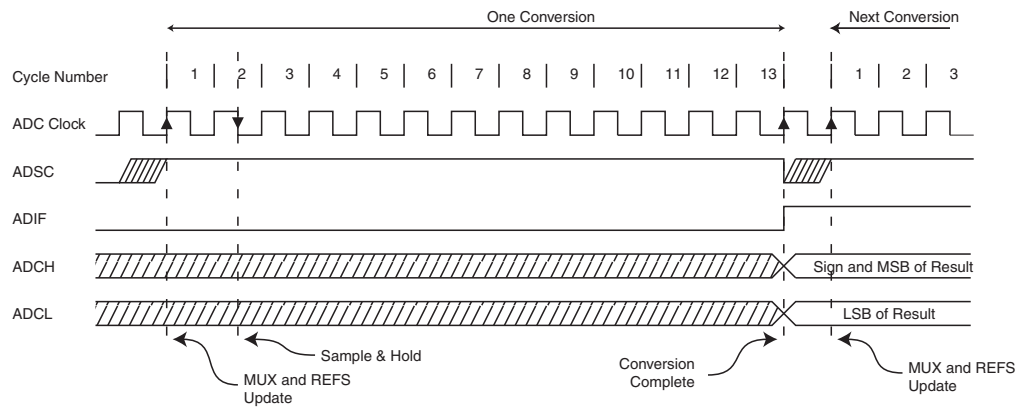 One Conversion
Next Conversion
Cycle Number 1 2 3 4 5 6 7 8 9 10 11 12 13 1 2 3
ADC Clock
ADSC
ADIF
ADCH
Sign and MSB of Result
ADCL
LSB of Result
Sample & Hold
MUX and REFS
Update
Conversion
Complete
MUX and REFS
Update